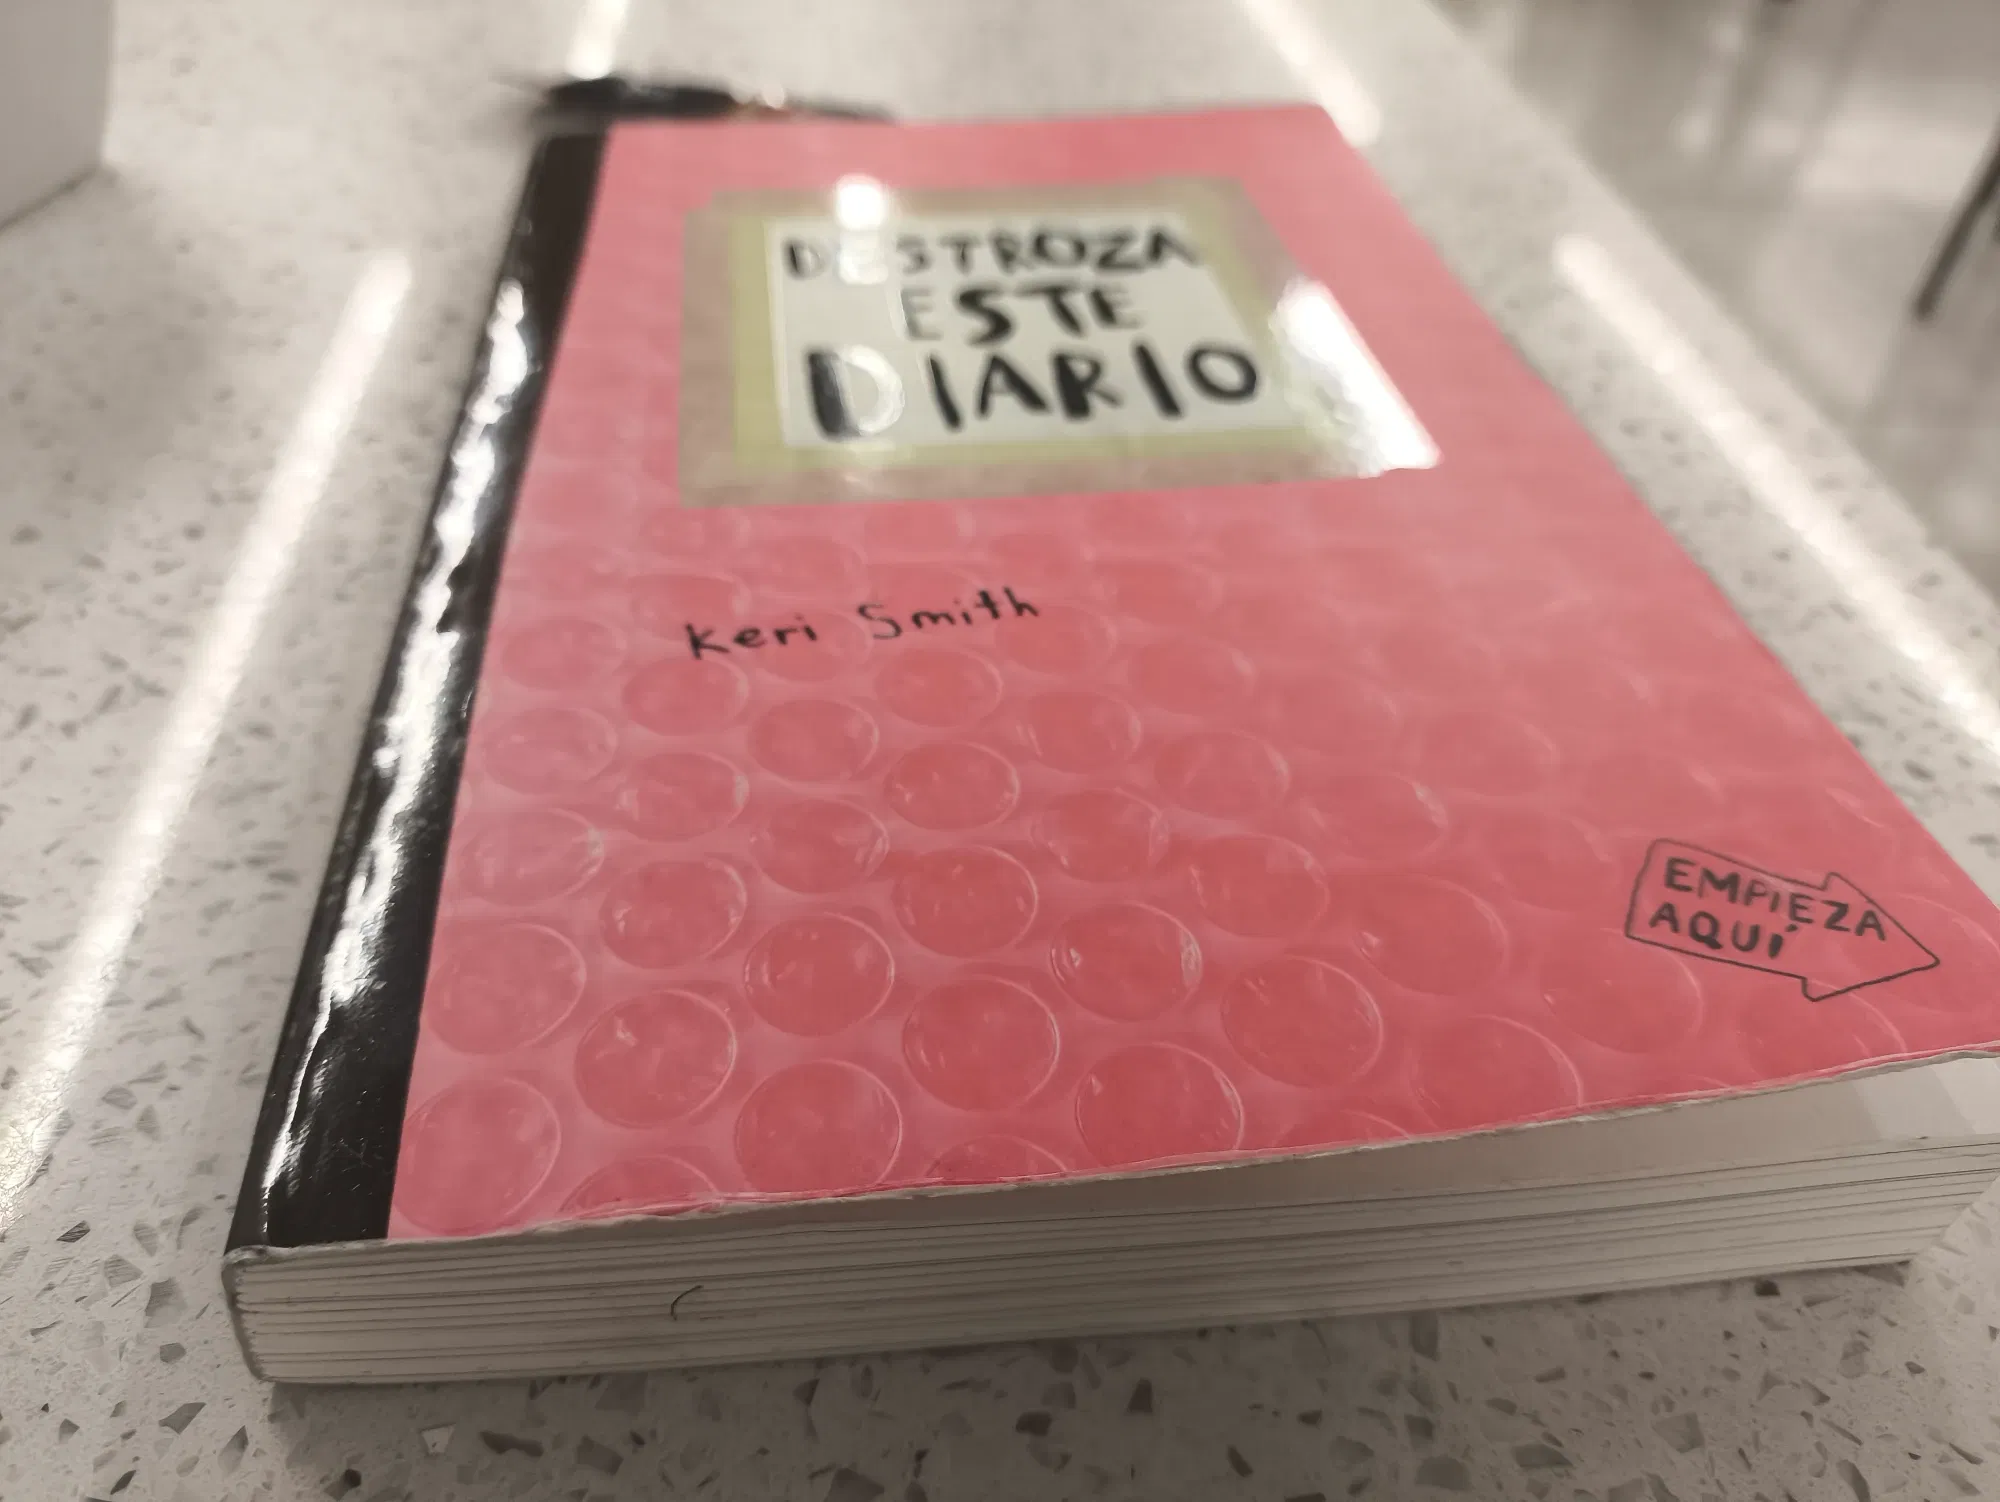 DESTROZA
ESTE
DIARIO
Keri Smith
EMPIEZA
AQUÍ